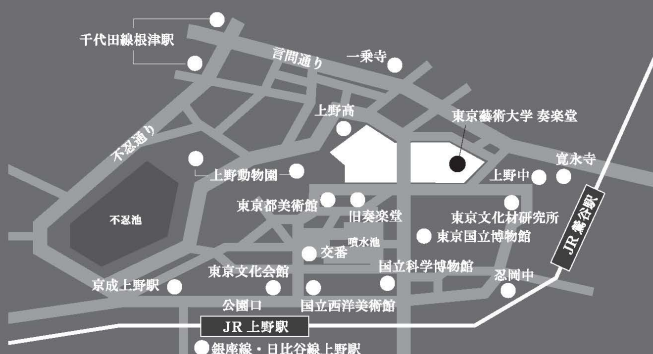 千代田線根津駅
言問通り
一乗寺
上野高
東京藝術大学 奏楽堂
不忍通り
上野動物園
上野中
寛永寺
東京都美術館
旧奏楽堂
東京文化材研究所
不忍池
噴水池
東京国立博物館
JR 鶯谷駅
交番
京成上野駅
東京文化会館
国立科学博物館
忍岡中
公園口
国立西洋美術館
JR 上野駅
銀座線・日比谷線上野駅